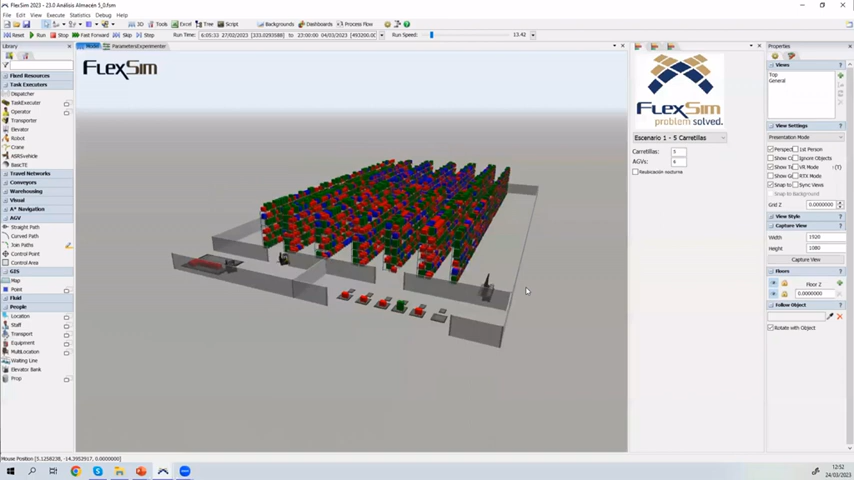 FlexSim 2023 - 23.0 Análisis Almacén 5_0.fsm
File Edit View Execute Statistics Build Debug Help
3D Tools Excel Tree Script Backgrounds Dashboards Process Flow
Reset Run Stop Fast Forward Skip Step Run Time: 6:05:33 27/02/2023 to 23:00:00 04/03/2023 Run Speed: 13.42
Library
Model ParametersExperimenter
Properties
Fixed Resources
Task Executers
Dispatcher
TaskExecuter
Operator
Transporter
Elevator
Robot
Crane
ASRSvehicle
BasicTE
Travel Networks
Conveyors
Warehousing
Visual
A* Navigation
AGV
Straight Path
Curved Path
Join Paths
Control Point
Control Area
GIS
Map
Point
Fluid
People
Location
Staff
Transport
Equipment
MultiLocation
Waiting Line
Elevator Bank
Prop
FlexSim
FlexSim
problem solved.
Escenario 1 - 5 Carretillas
Carretillas:
AGVs:
Reubicación nocturna
Views
Top
General
View Settings
Presentation Mode
Perspect 1st Person
Show C Ignore Objects
Show T VR Mode
Show G RTX Mode
Snap to Sync Views
Snap to Background
Grid Z 0.0000000
View Style
Capture View
Width 1920
Height 1080
Capture View
Floors
Floor Z
0.0000000
Follow Object
Rotate with Object
12:52
24/03/2023